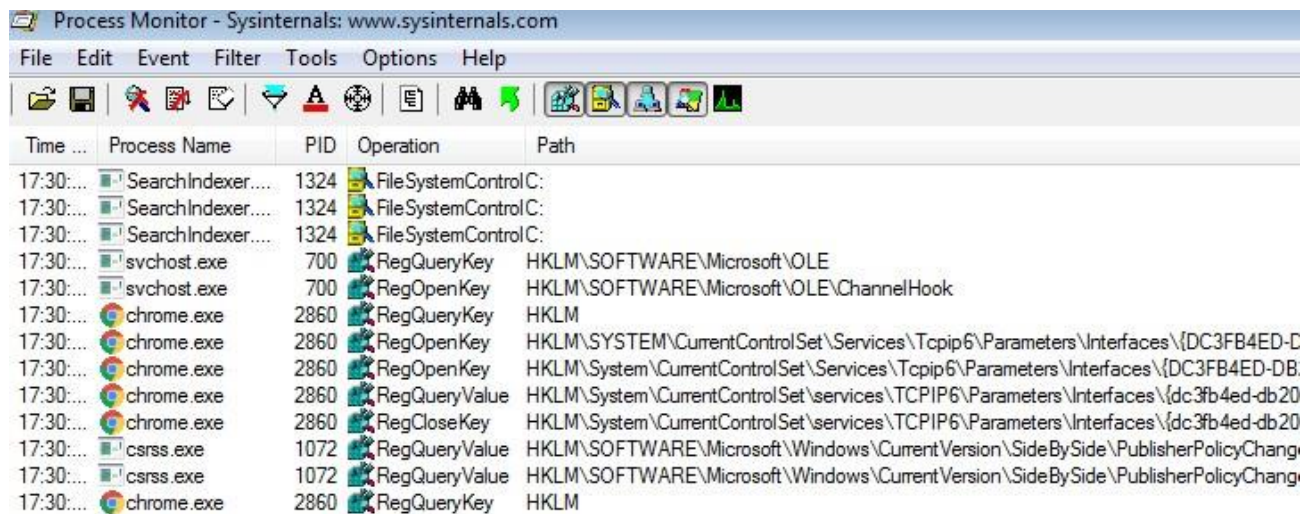 Process Monitor - Sysinternals: www.sysinternals.com
File Edit Event Filter Tools Options Help
Time ... Process Name PID Operation Path
17:30:... SearchIndexer.... 1324 FileSystemControl C:
17:30:... SearchIndexer.... 1324 FileSystemControl C:
17:30:... SearchIndexer.... 1324 FileSystemControl C:
17:30:... svchost.exe 700 RegQueryKey HKLM\SOFTWARE\Microsoft\OLE
17:30:... svchost.exe 700 RegOpenKey HKLM\SOFTWARE\Microsoft\OLE\ChannelHook
17:30:... chrome.exe 2860 RegQueryKey HKLM
17:30:... chrome.exe 2860 RegOpenKey HKLM\SYSTEM\CurrentControlSet\Services\Tcpip6\Parameters\Interfaces\{DC3FB4ED-D
17:30:... chrome.exe 2860 RegOpenKey HKLM\System\CurrentControlSet\Services\Tcpip6\Parameters\Interfaces\{DC3FB4ED-DB
17:30:... chrome.exe 2860 RegQueryValue HKLM\System\CurrentControlSet\services\TCPIP6\Parameters\Interfaces\{dc3fb4ed-db20
17:30:... chrome.exe 2860 RegCloseKey HKLM\System\CurrentControlSet\services\TCPIP6\Parameters\Interfaces\{dc3fb4ed-db20
17:30:... csrss.exe 1072 RegQueryValue HKLM\SOFTWARE\Microsoft\Windows\CurrentVersion\SideBySide\PublisherPolicyChang
17:30:... csrss.exe 1072 RegQueryValue HKLM\SOFTWARE\Microsoft\Windows\CurrentVersion\SideBySide\PublisherPolicyChang
17:30:... chrome.exe 2860 RegQueryKey HKLM